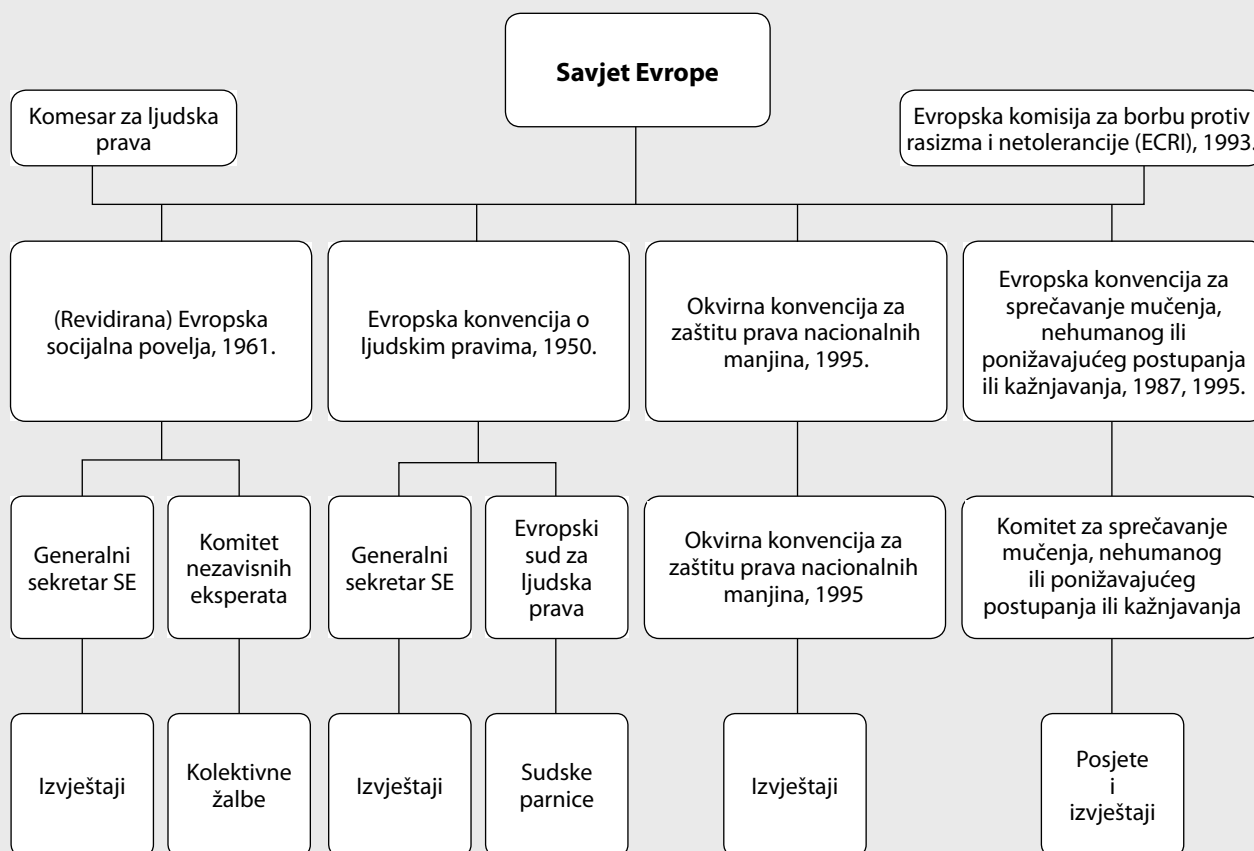 Savjet Evrope
Komesar za ljudska
prava
Evropska komisija za borbu protiv
rasizma i netolerancije (ECRI), 1993.
(Revidirana) Evropska
socijalna povelja, 1961.
Evropska konvencija o
ljudskim pravima, 1950.
Okvirna konvencija za
zaštitu prava nacionalnih
manjina, 1995.
Evropska konvencija za
sprečavanje mučenja,
nehumanog ili
ponižavajućeg postupanja
ili kažnjavanja, 1987, 1995.
Generalni
sekretar SE
Komitet
nezavisnih
eksperata
Generalni
sekretar SE
Evropski
sud za
ljudska
prava
Okvirna konvencija za
zaštitu prava nacionalnih
manjina, 1995
Komitet za sprečavanje
mučenja, nehumanog
ili ponižavajućeg
postupanja ili kažnjavanja
Izvještaji
Kolektivne
žalbe
Izvještaji
Sudske
parnice
Izvještaji
Posjete
i
izvještaji